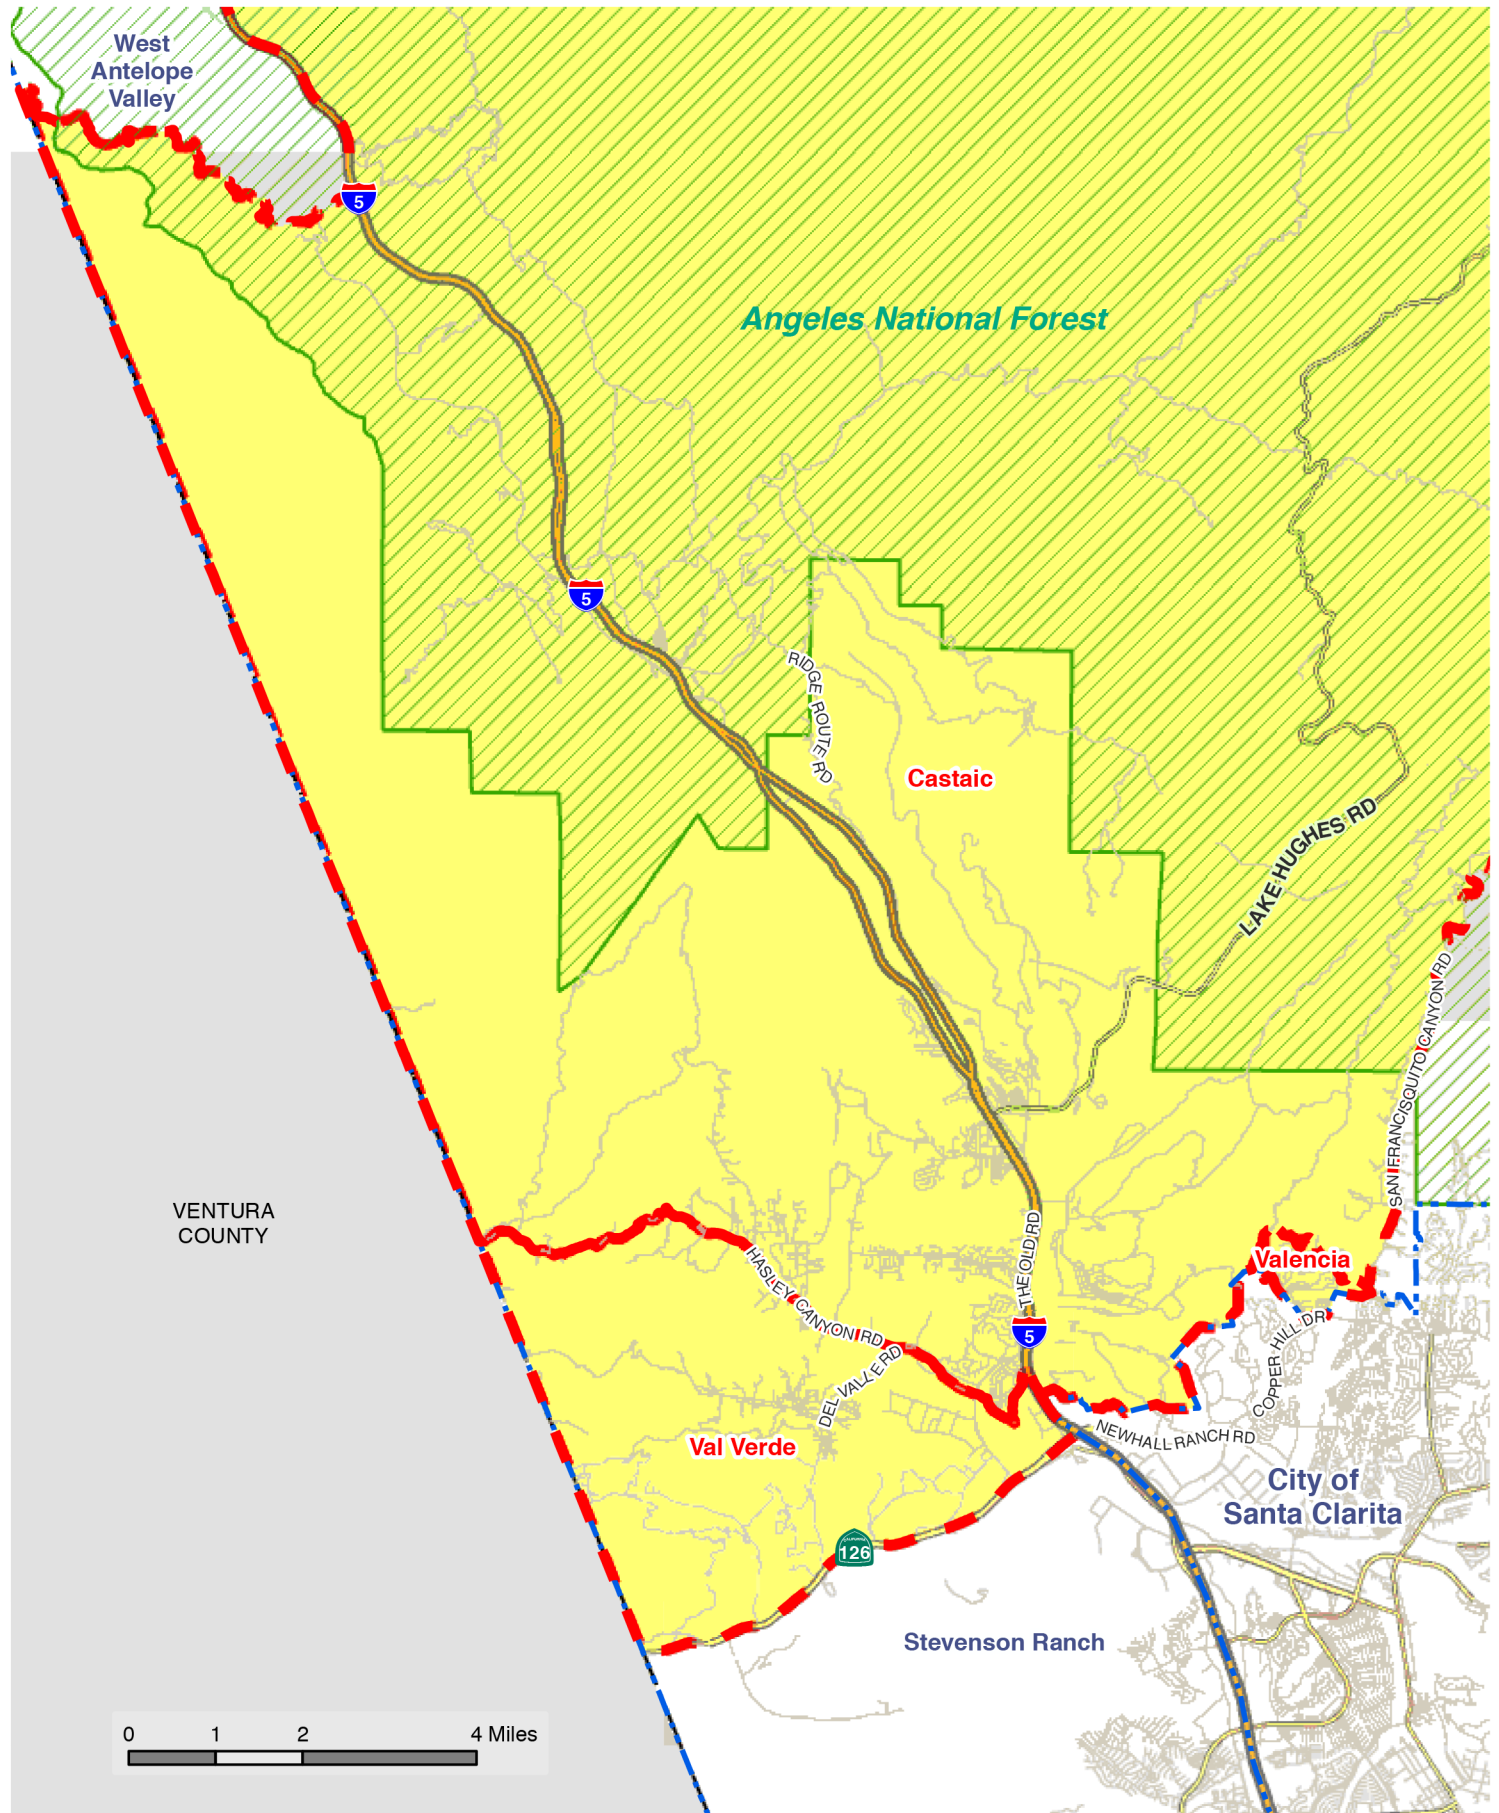 West
Antelope
Valley
5
Angeles National Forest
5
RIDGE ROUTE RD
Castaic
LAKE HUGHES RD
SAN FRANCISQUITO CANYON RD
VENTURA
COUNTY
THE OLD RD
Valencia
HASLEY CANYON RD
5
COPPER HILL DR
DEL VALLE RD
NEWHALL RANCH RD
Val Verde
City of
Santa Clarita
CALIFORNIA
126
Stevenson Ranch
0 1 2 4 Miles